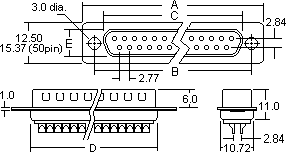 A
3.0 dia.
C
12.50
15.37 (50pin)
E
2.84
2.77
B
1.0
6.0
11.0
D
2.84
10.72